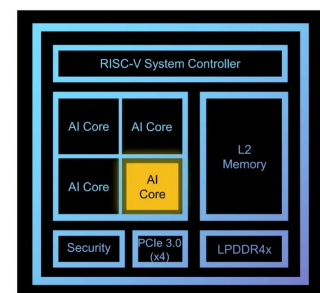 RISC-V System Controller
AI Core
AI Core
L2
Memory
AI Core
AI
Core
Security
PCIe 3.0
(x4)
LPDDR4x